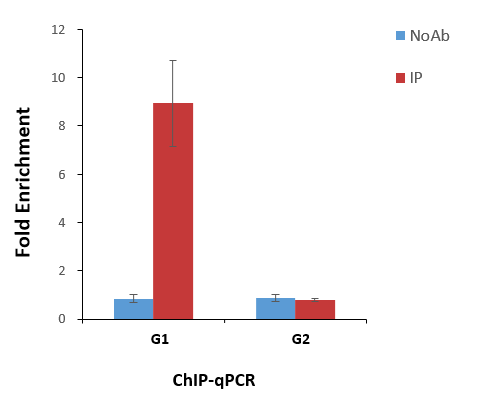 12
10
8
6
4
2
0
Fold Enrichment
G1
G2
ChIP-qPCR
NoAb
IP